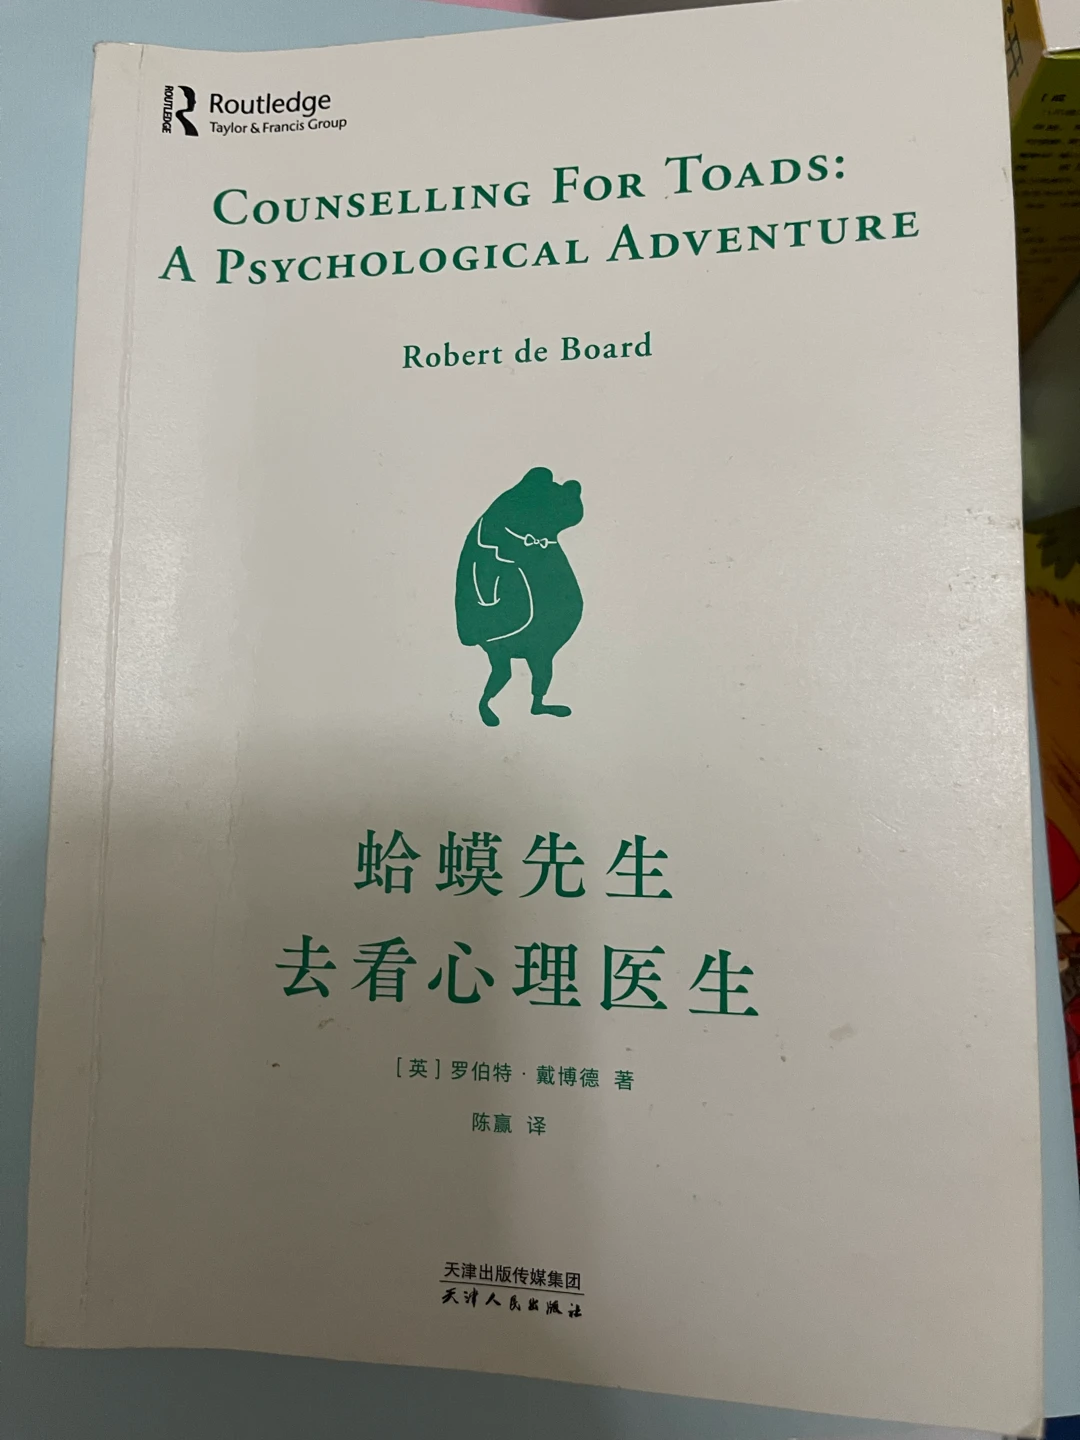 ROUTLEDGE
Routledge
Taylor & Francis Group
COUNSELLING FOR TOADS:
A PSYCHOLOGICAL ADVENTURE
Robert de Board
蛤蟆先生
去看心理医生
[英]罗伯特·戴博德 著
陈赢 译
天津出版传媒集团
天津人民出版社